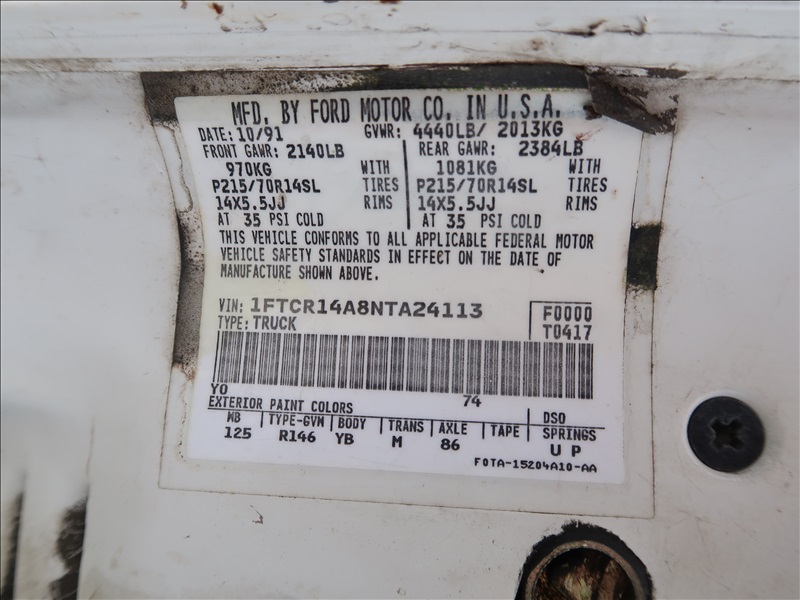 MFD. BY FORD MOTOR CO. IN U.S.A.
DATE: 10/91 GVWR: 4440LB/ 2013KG
FRONT GAWR: 2140LB REAR GAWR: 2384LB
970KG WITH 1081KG WITH
P215/70R14SL TIRES P215/70R14SL TIRES
14X5.5JJ RIMS 14X5.5JJ RIMS
AT 35 PSI COLD AT 35 PSI COLD
THIS VEHICLE CONFORMS TO ALL APPLICABLE FEDERAL MOTOR
VEHICLE SAFETY STANDARDS IN EFFECT ON THE DATE OF
MANUFACTURE SHOWN ABOVE.
VIN: 1FTCR14A8NTA24113 F0000
TYPE: TRUCK T0417
YO 74
EXTERIOR PAINT COLORS DSO
WB TYPE-GVM BODY TRANS AXLE TAPE SPRINGS
125 R146 YB M 86 U P
F0TA-15204A10-AA